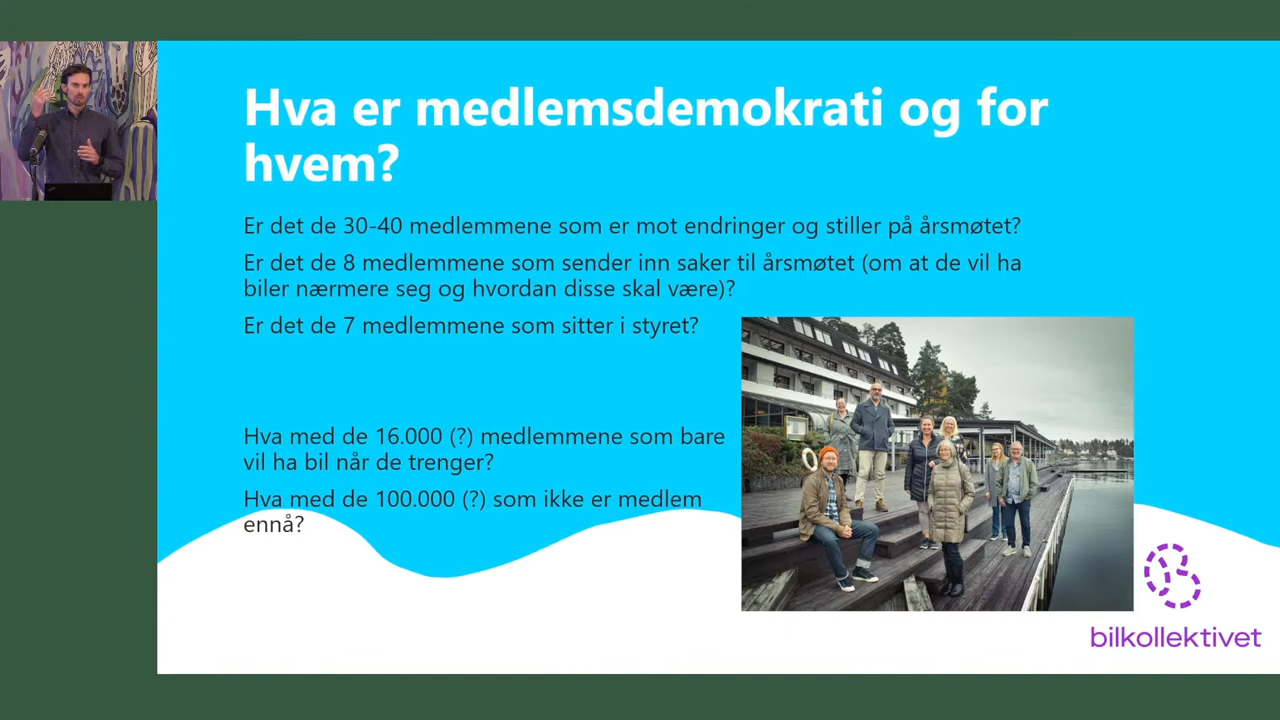 Hva er medlemsdemokrati og for
hvem?
Er det de 30-40 medlemmene som er mot endringer og stiller på årsmøtet?
Er det de 8 medlemmene som sender inn saker til årsmøtet (om at de vil ha
biler nærmere seg og hvordan disse skal være)?
Er det de 7 medlemmene som sitter i styret?
Hva med de 16.000 (?) medlemmene som bare
vil ha bil når de trenger?
Hva med de 100.000 (?) som ikke er medlem
ennå?
bilkollektivet